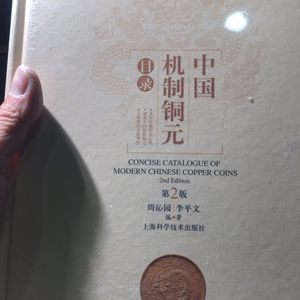 中国
机制铜元
目录
CONCISE CATALOGUE OF
MODERN CHINESE COPPER COINS
2nd Edition
第2版
周沁园 李平文
编◆著
上海科学技术出版社